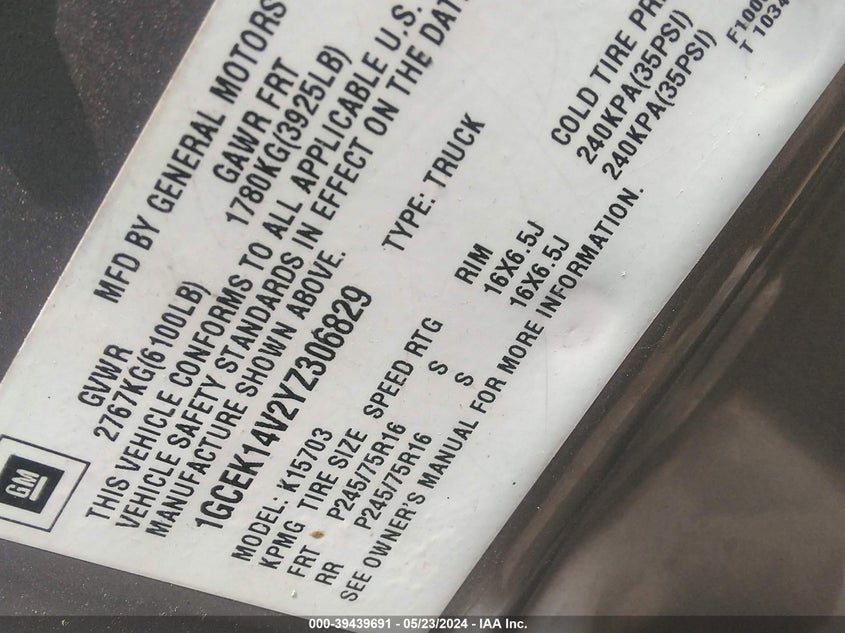 GM
MFD BY GENERAL MOTORS
GVWR GAWR FRT
2767KG(6100LB) 1780KG(3925LB)
THIS VEHICLE CONFORMS TO ALL APPLICABLE U.S.
VEHICLE SAFETY STANDARDS IN EFFECT ON THE
MANUFACTURE SHOWN ABOVE.
1GCEK14V2YZ306829 TYPE: TRUCK
MODEL: K15703
KPMG TIRE SIZE SPEED RTG RIM COLD TIRE
FRT P245/75R16 S 16X6.5J 240KPA(35PSI)
RR P245/75R16 S 16X6.5J 240KPA(35PSI)
SEE OWNER'S MANUAL FOR MORE INFORMATION.
000-39439691 - 05/23/2024 - IAA Inc.